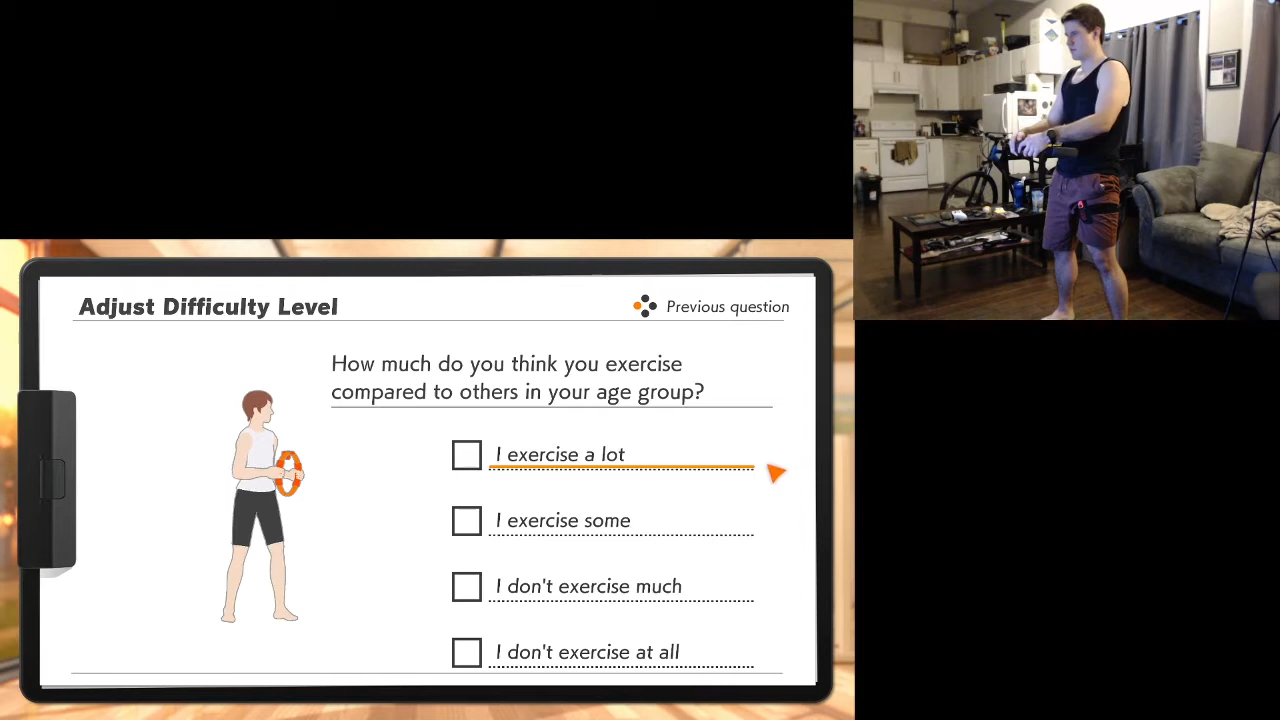 Adjust Difficulty Level
Previous question
How much do you think you exercise
compared to others in your age group?
I exercise a lot
I exercise some
I don't exercise much
I don't exercise at all